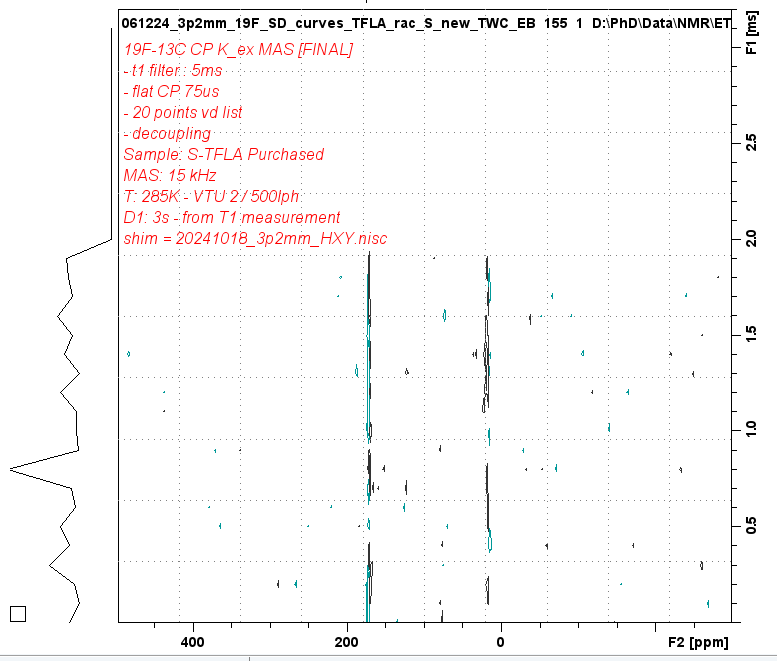 061224_3p2mm_19F_SD_curves_TFLA_rac_S_new_TWC_EB 155 1 D:\PhD\Data\NMR\ET
19F-13C CP K_ex MAS [FINAL]
- t1 filter : 5ms
- flat CP 75us
- 20 points vd list
- decoupling
Sample: S-TFLA Purchased
MAS: 15 kHz
T: 285K - VTU 2 / 500lph
D1: 3s - from T1 measurement
shim = 20241018_3p2mm_HXY.nisc
F1 [ms]
2.5
2.0
1.5
1.0
0.5
400 200 0 F2 [ppm]